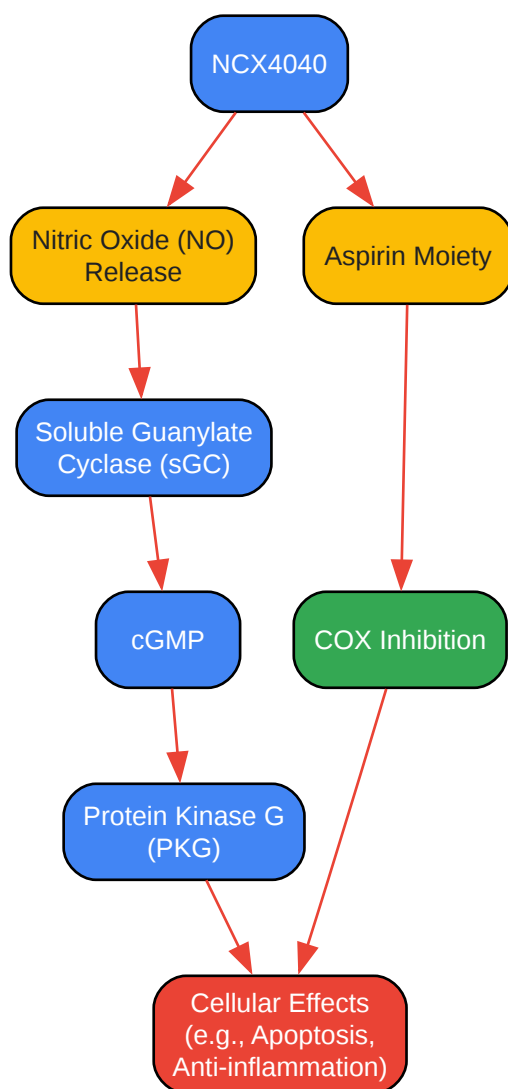 NCX4040
Nitric Oxide (NO)
Release
Aspirin Moiety
Soluble Guanylate
Cyclase (sGC)
cGMP
COX Inhibition
Protein Kinase G
(PKG)
Cellular Effects
(e.g., Apoptosis,
Anti-inflammation)